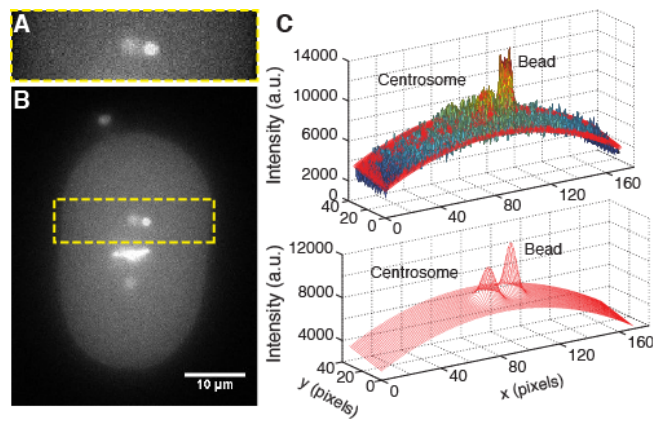 A
B
10 µm
C
14000
10000
6000
2000
Intensity (a.u.)
Centrosome
Bead
40
20
0
0
40
80
120
160
12000
8000
4000
Intensity (a.u.)
Centrosome
Bead
40
20
0
y (pixels)
0
40
80
120
160
x (pixels)